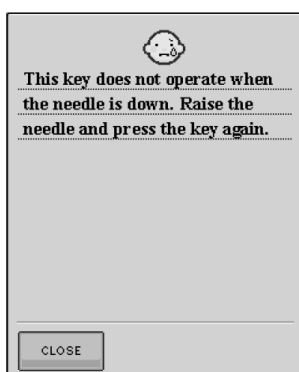 This key does not operate when
the needle is down. Raise the
needle and press the key again.
CLOSE